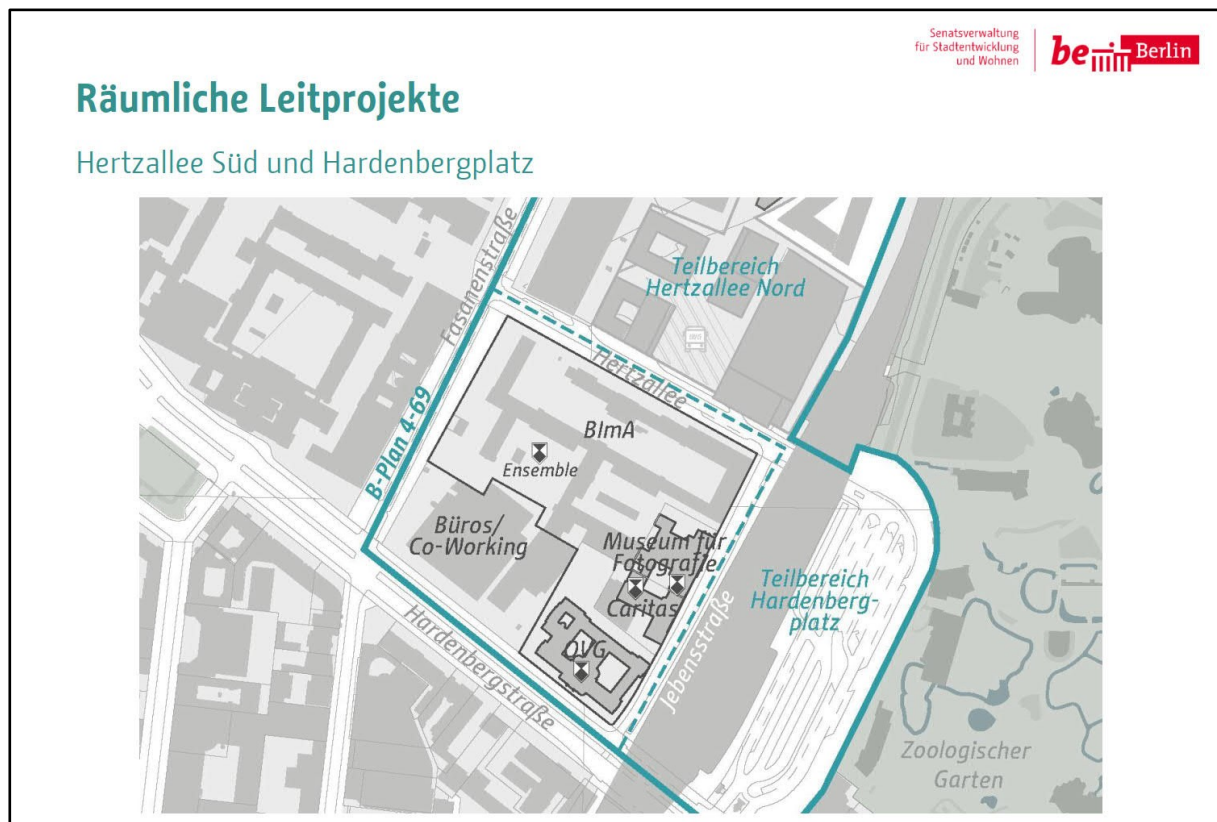 Senatsverwaltung
für Stadtentwicklung
und Wohnen
be Berlin
Räumliche Leitprojekte
Hertzallee Süd und Hardenbergplatz
Fasanenstraße
Teilbereich
Hertzallee Nord
Hertzallee
B-Plan 4-69
BImA
Ensemble
Büros/
Co-Working
Museum für
Fotografie
Caritas
Teilbereich
Hardenberg-
platz
OVG
Hardenbergstraße
Jebensstraße
Zoologischer
Garten